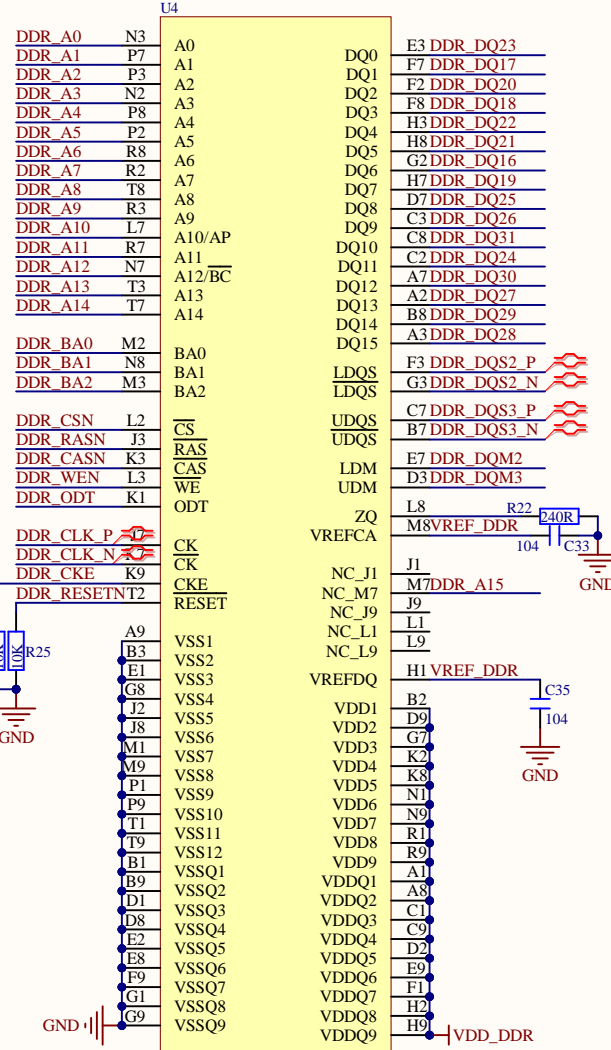 U4
DDR_A0 N3 A0 DQ0 E3 DDR_DQ23
DDR_A1 P7 A1 DQ1 F7 DDR_DQ17
DDR_A2 P3 A2 DQ2 F2 DDR_DQ20
DDR_A3 N2 A3 DQ3 F8 DDR_DQ18
DDR_A4 P8 A4 DQ4 H3 DDR_DQ22
DDR_A5 P2 A5 DQ5 H8 DDR_DQ21
DDR_A6 R8 A6 DQ6 G2 DDR_DQ16
DDR_A7 R2 A7 DQ7 H7 DDR_DQ19
DDR_A8 T8 A8 DQ8 D7 DDR_DQ25
DDR_A9 R3 A9 DQ9 C3 DDR_DQ26
DDR_A10 L7 A10/AP DQ10 C8 DDR_DQ31
DDR_A11 R7 A11 DQ11 C2 DDR_DQ24
DDR_A12 N7 A12/BC DQ12 A7 DDR_DQ30
DDR_A13 T3 A13 DQ13 A2 DDR_DQ27
DDR_A14 T7 A14 DQ14 B8 DDR_DQ29
DQ15 A3 DDR_DQ28
DDR_BA0 M2 BA0
DDR_BA1 N8 BA1 LDQS F3 DDR_DQS2_P
DDR_BA2 M3 BA2 LDQS G3 DDR_DQS2_N
DDR_CSN L2 CS UDQS C7 DDR_DQS3_P
DDR_RASN J3 RAS UDQS B7 DDR_DQS3_N
DDR_CASN K3 CAS LDM E7 DDR_DQM2
DDR_WEN L3 WE UDM D3 DDR_DQM3
DDR_ODT K1 ODT
ZQ L8 R22 240R
DDR_CLK_P CK VREFCA M8 VREF_DDR 104 C33
DDR_CLK_N CK
DDR_CKE K9 CKE NC_J1 J1 GND
DDR_RESETN T2 RESET NC_M7 M7 DDR_A15
NC_J9 J9
NC_L1 L1
A9 VSS1 NC_L9 L9
10K R25
B3 VSS2
E1 VSS3 VREFDQ H1 VREF_DDR
G8 VSS4 C35
J2 VSS5 VDD1 B2 104
GND J8 VSS6 VDD2 D9
M1 VSS7 VDD3 G7
M9 VSS8 VDD4 K2 GND
P1 VSS9 VDD5 K8
P9 VSS10 VDD6 N1
T1 VSS11 VDD7 N9
T9 VSS12 VDD8 R1
B1 VSSQ1 VDD9 R9
B9 VSSQ2 VDDQ1 A1
D1 VSSQ3 VDDQ2 A8
D8 VSSQ4 VDDQ3 C1
E2 VSSQ5 VDDQ4 C9
E8 VSSQ6 VDDQ5 D2
F9 VSSQ7 VDDQ6 E9
G1 VSSQ8 VDDQ7 F1
GND G9 VSSQ9 VDDQ8 H2
VDDQ9 H9 VDD_DDR